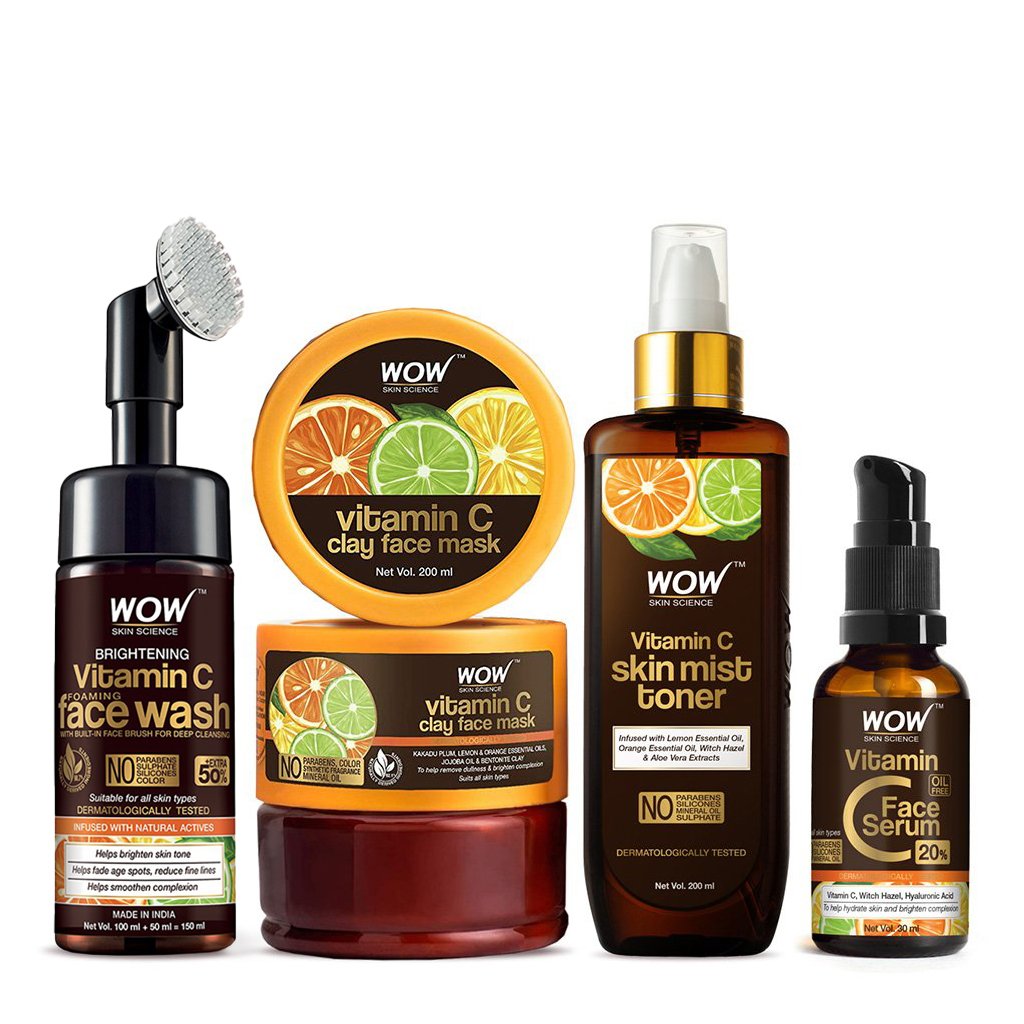 WOW™
SKIN SCIENCE
BRIGHTENING
Vitamin C
FOAMING
face wash
WITH BUILT-IN FACE BRUSH FOR DEEP CLEANSING
NO
PARABENS
SULPHATE
SILICONES
COLOR
+EXTRA
50%
Suitable for all skin types
DERMATOLOGICALLY TESTED
INFUSED WITH NATURAL ACTIVES
Helps brighten skin tone
Helps fade age spots, reduce fine lines
Helps smoothen complexion
MADE IN INDIA
Net Vol. 100 ml + 50 ml = 150 ml
WOW™
SKIN SCIENCE
vitamin C
clay face mask
Net Vol. 200 ml
WOW
SKIN SCIENCE
vitamin C
clay face mask
KAKADU PLUM, LEMON & ORANGE ESSENTIAL OILS,
JOJOBA OIL & BENTONITE CLAY
To help remove dullness & brighten complexion
Suits all skin types
NO
PARABENS, COLOR
SYNTHETIC FRAGRANCE
MINERAL OIL
WOW™
SKIN SCIENCE
Vitamin C
skin mist
toner
Infused with Lemon Essential Oil,
Orange Essential Oil, Witch Hazel
& Aloe Vera Extracts
NO
PARABENS
SILICONES
MINERAL OIL
SULPHATE
DERMATOLOGICALLY TESTED
Net Vol. 200 ml
WOW
WOW™
SKIN SCIENCE
Vitamin
C
OIL
FREE
Face
Serum
20%
all skin types
PARABENS
SILICONES
MINERAL OIL
DERMATOLOGICALLY
Vitamin C, Witch Hazel, Hyaluronic Acid
To help hydrate skin and brighten complexion
Net Vol. 30 ml